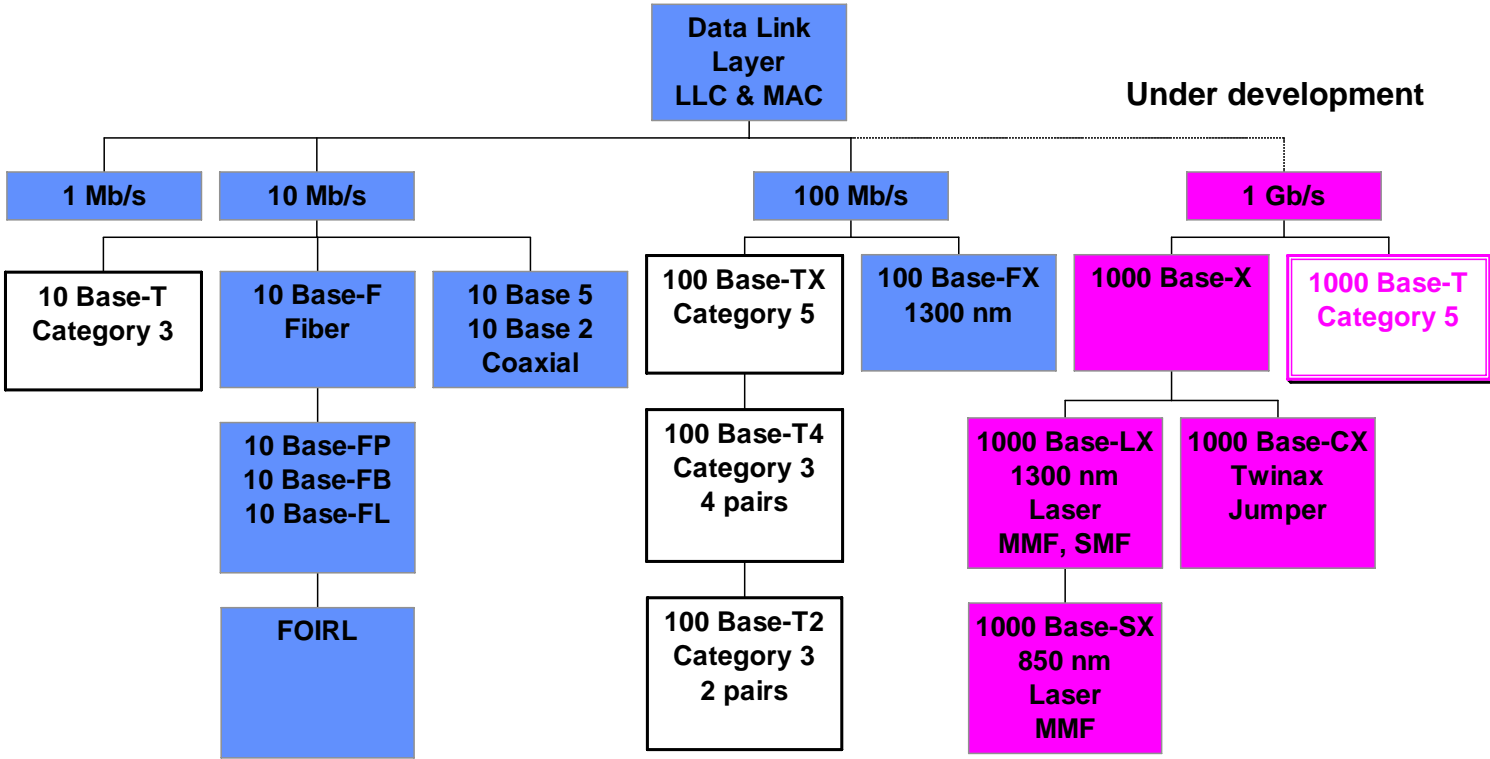 Data Link
Layer
LLC & MAC
Under development
1 Mb/s
10 Mb/s
100 Mb/s
1 Gb/s
10 Base-T
Category 3
10 Base-F
Fiber
10 Base 5
10 Base 2
Coaxial
100 Base-TX
Category 5
100 Base-FX
1300 nm
1000 Base-X
1000 Base-T
Category 5
10 Base-FP
10 Base-FB
10 Base-FL
100 Base-T4
Category 3
4 pairs
1000 Base-LX
1300 nm
Laser
MMF, SMF
1000 Base-CX
Twinax
Jumper
FOIRL
100 Base-T2
Category 3
2 pairs
1000 Base-SX
850 nm
Laser
MMF